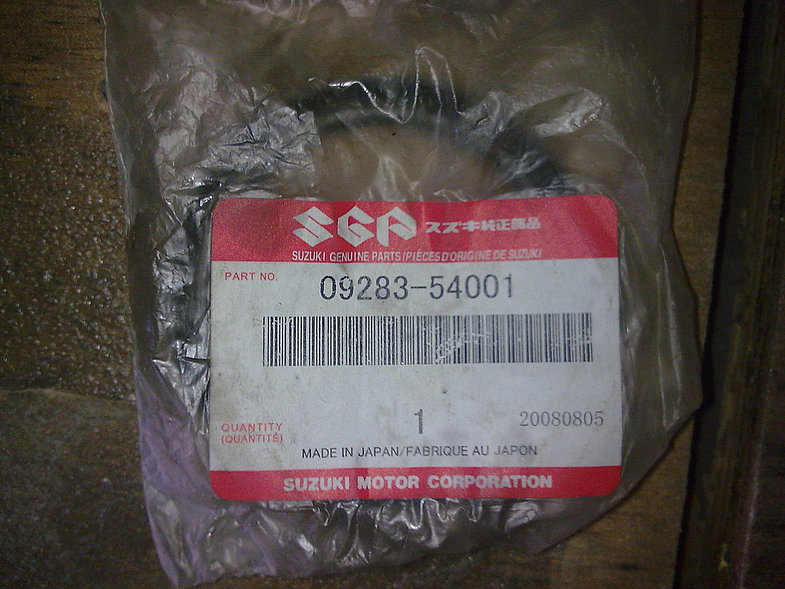 SGP スズキ純正部品
SUZUKI GENUINE PARTS/PIÈCES D'ORIGINE DE SUZUKI
PART NO. 09283-54001
QUANTITY 1 20080805
(QUANTITÉ)
MADE IN JAPAN/FABRIQUE AU JAPON
SUZUKI MOTOR CORPORATION